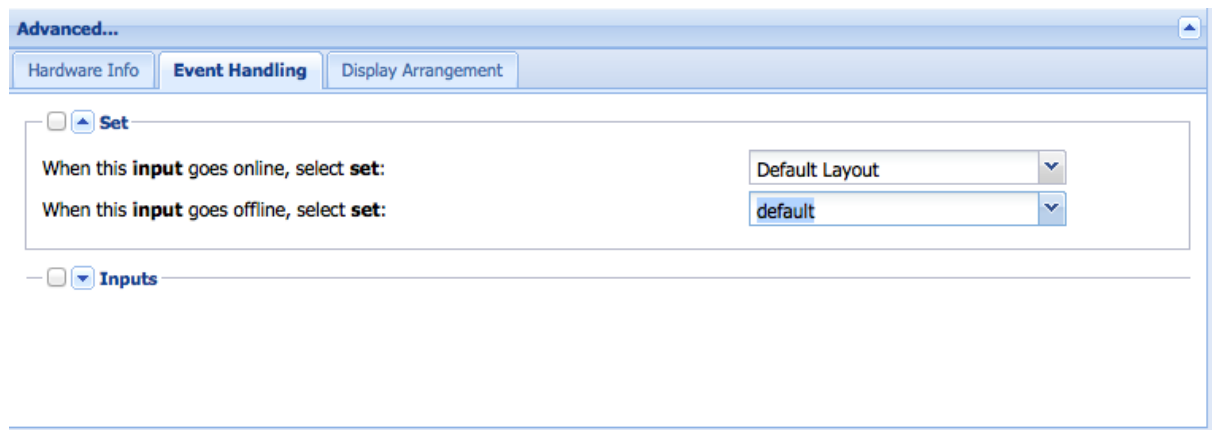 Advanced...
Hardware Info Event Handling Display Arrangement
Set
When this input goes online, select set: Default Layout
When this input goes offline, select set: default
Inputs